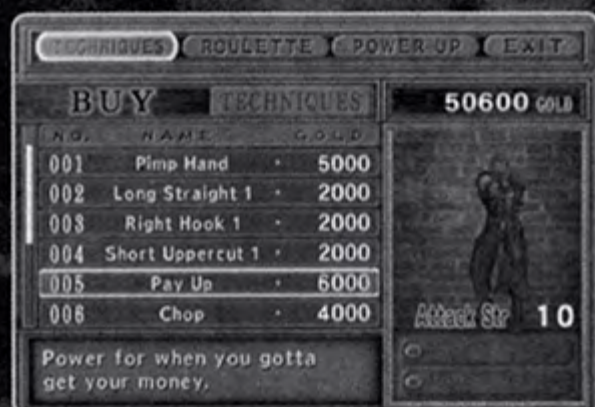 TECHNIQUES ROULETTE POWER UP EXIT
BUY TECHNIQUES
50600 GOLD
NO. NAME GOLD
001 Pimp Hand · 5000
002 Long Straight 1 · 2000
003 Right Hook 1 · 2000
004 Short Uppercut 1 · 2000
005 Pay Up · 6000
006 Chop · 4000
Attack Str 10
Power for when you gotta
get your money.